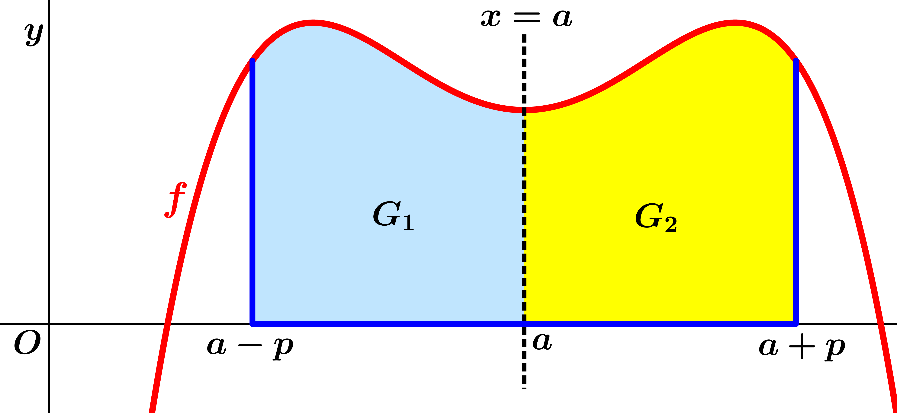 x = a
y
f
G₁
G₂
O
a − p
a
a + p